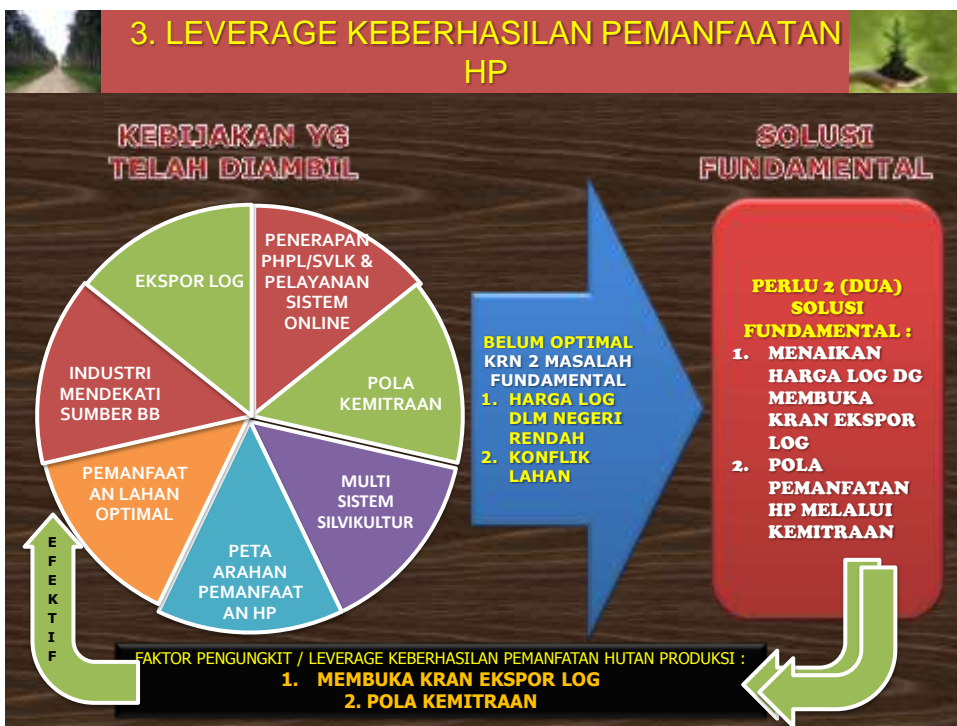 3. LEVERAGE KEBERHASILAN PEMANFAATAN
HP
KEBIJAKAN YG
TELAH DIAMBIL
SOLUSI
FUNDAMENTAL
PENERAPAN
PHPL/SVLK &
PELAYANAN
SISTEM
ONLINE
POLA
KEMITRAAN
MULTI
SISTEM
SILVIKULTUR
PETA
ARAHAN
PEMANFAAT
AN HP
PEMANFAAT
AN LAHAN
OPTIMAL
INDUSTRI
MENDEKATI
SUMBER BB
EKSPOR LOG
BELUM OPTIMAL
KRN 2 MASALAH
FUNDAMENTAL
1. HARGA LOG
DLM NEGERI
RENDAH
2. KONFLIK
LAHAN
PERLU 2 (DUA)
SOLUSI
FUNDAMENTAL :
1. MENAIKAN
HARGA LOG DG
MEMBUKA
KRAN EKSPOR
LOG
2. POLA
PEMANFATAN
HP MELALUI
KEMITRAAN
E
F
E
K
T
I
F
FAKTOR PENGUNGKIT / LEVERAGE KEBERHASILAN PEMANFATAN HUTAN PRODUKSI :
1. MEMBUKA KRAN EKSPOR LOG
2. POLA KEMITRAAN